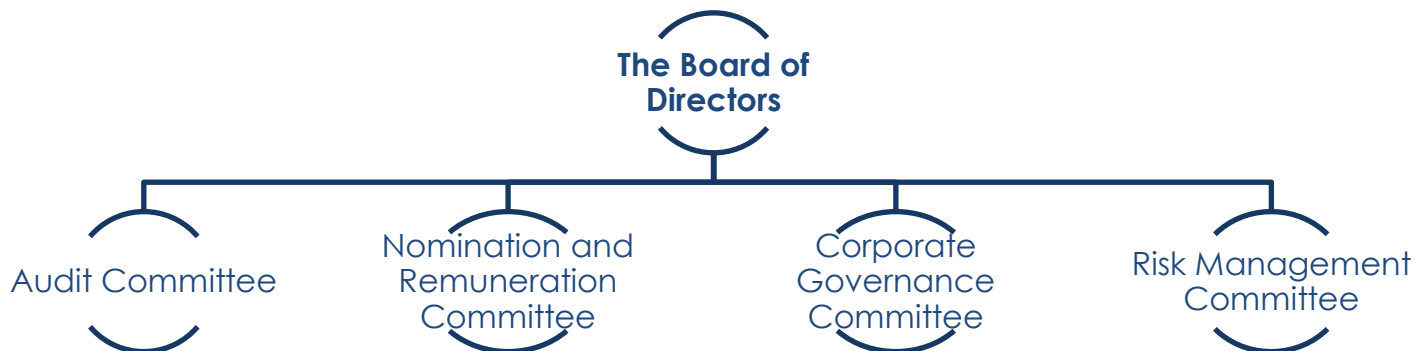 The Board of
Directors
Audit Committee
Nomination and
Remuneration
Committee
Corporate
Governance
Committee
Risk Management
Committee